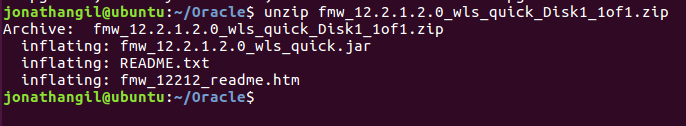 jonathangil@ubuntu:~/Oracle$ unzip fmw_12.2.1.2.0_wls_quick_Disk1_1of1.zip
Archive:  fmw_12.2.1.2.0_wls_quick_Disk1_1of1.zip
  inflating: fmw_12.2.1.2.0_wls_quick.jar
  inflating: README.txt
  inflating: fmw_12212_readme.htm
jonathangil@ubuntu:~/Oracle$